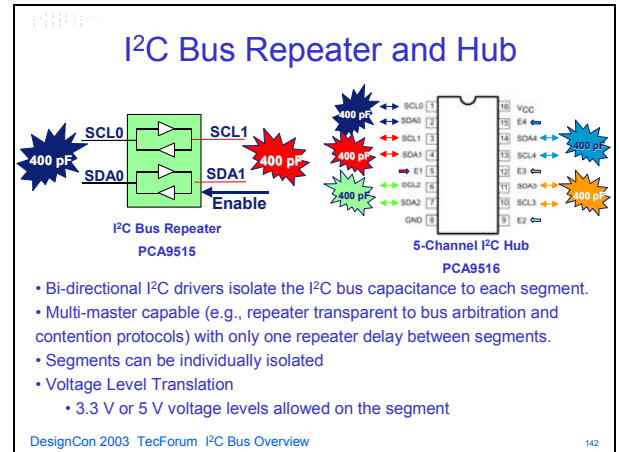 I²C Bus Repeater and Hub
SCL0
SCL1
400 pF
400 pF
SDA0
SDA1
Enable
I²C Bus Repeater
PCA9515
400 pF
400 pF
400 pF
400 pF
400 pF
SCL0 1
SDA0 2
SCL1 3
SDA1 4
E1 5
SCL2 6
SDA2 7
GND 8
16 VCC
15 E4
14 SDA4
13 SCL4
12 E3
11 SDA3
10 SCL3
9 E2
5-Channel I²C Hub
PCA9516
• Bi-directional I²C drivers isolate the I²C bus capacitance to each segment.
• Multi-master capable (e.g., repeater transparent to bus arbitration and
contention protocols) with only one repeater delay between segments.
• Segments can be individually isolated
• Voltage Level Translation
• 3.3 V or 5 V voltage levels allowed on the segment
DesignCon 2003 TecForum I²C Bus Overview
142